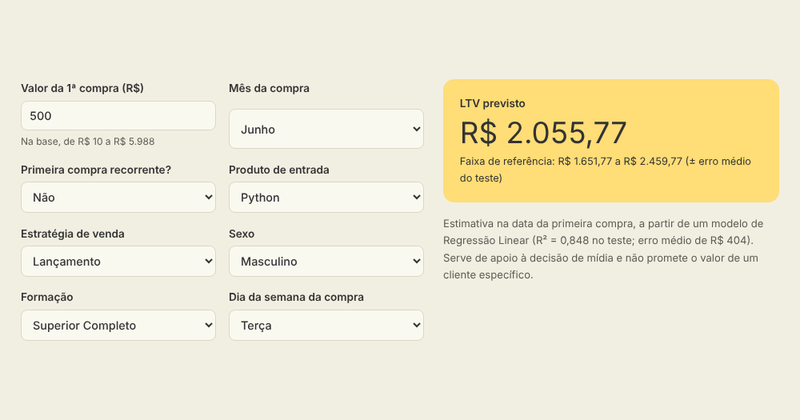 Valor da 1ª compra (R$)
500
Na base, de R$ 10 a R$ 5.988
Mês da compra
Junho
Primeira compra recorrente?
Não
Produto de entrada
Python
Estratégia de venda
Lançamento
Sexo
Masculino
Formação
Superior Completo
Dia da semana da compra
Terça
LTV previsto
R$ 2.055,77
Faixa de referência: R$ 1.651,77 a R$ 2.459,77 (± erro médio
do teste)
Estimativa na data da primeira compra, a partir de um modelo de
Regressão Linear (R² = 0,848 no teste; erro médio de R$ 404).
Serve de apoio à decisão de mídia e não promete o valor de um
cliente específico.